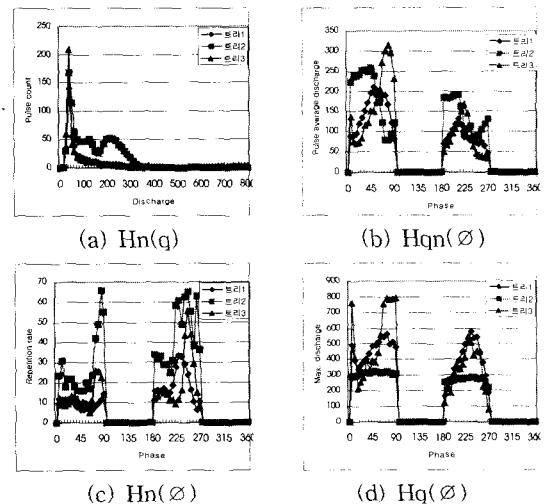 250
200
150
100
50
0
Pulse count
트리1
트리2
트리3
0 100 200 300 400 500 600 700 800
Discharge
(a) Hn(q)
350
300
250
200
150
100
50
0
Pulse average discharge
트리1
트리2
트리3
0 45 90 135 180 225 270 315 360
Phase
(b) Hqn(Ø)
70
60
50
40
30
20
10
0
Repetition rate
트리1
트리2
트리3
0 45 90 135 180 225 270 315 360
Phase
(c) Hn(Ø)
900
800
700
600
500
400
300
200
100
0
Max. discharge
트리1
트리2
트리3
0 45 90 135 180 225 270 315 360
Phase
(d) Hq(Ø)